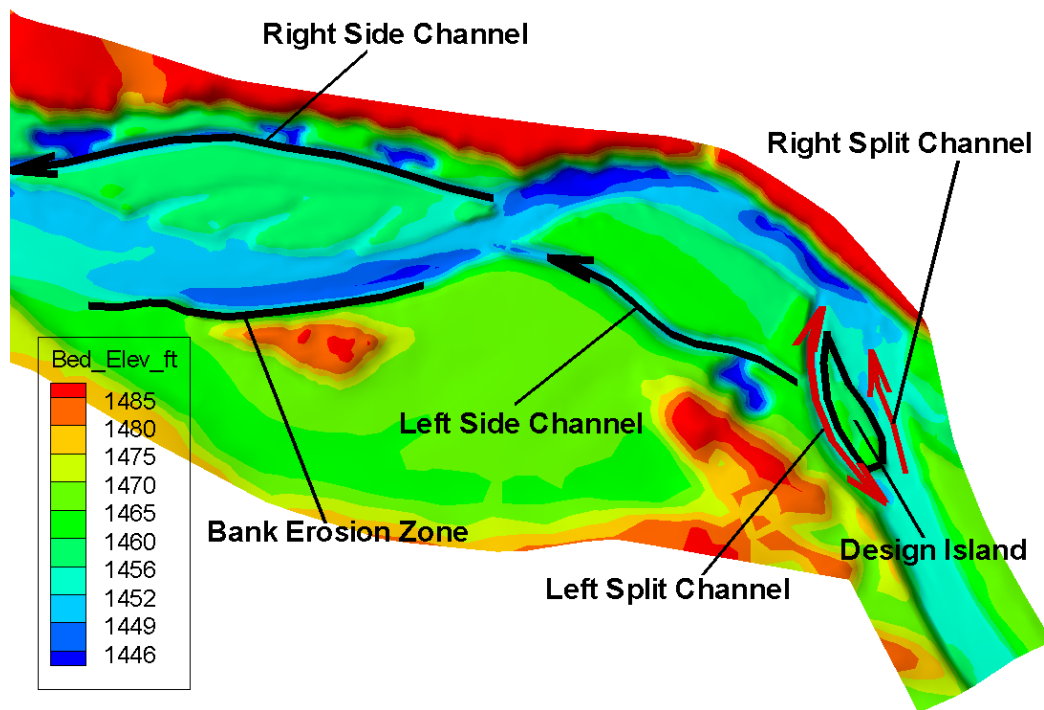 Right Side Channel
Right Split Channel
Left Side Channel
Bank Erosion Zone
Design Island
Left Split Channel
Bed_Elev_ft
1485
1480
1475
1470
1465
1460
1456
1452
1449
1446